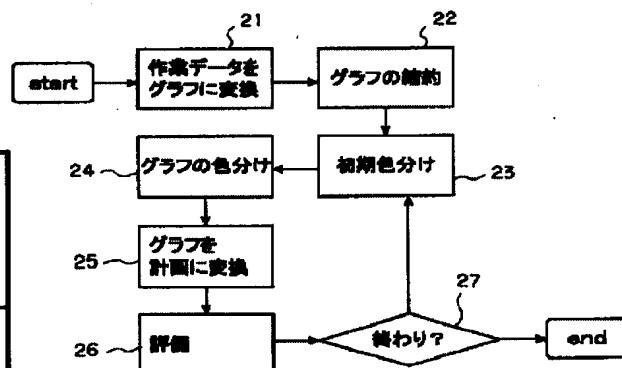 21
22
start
作業データを
グラフに変換
グラフの縮約
24
グラフの色分け
初期色分け
23
25
グラフを
計画に変換
27
26
評価
終わり?
end